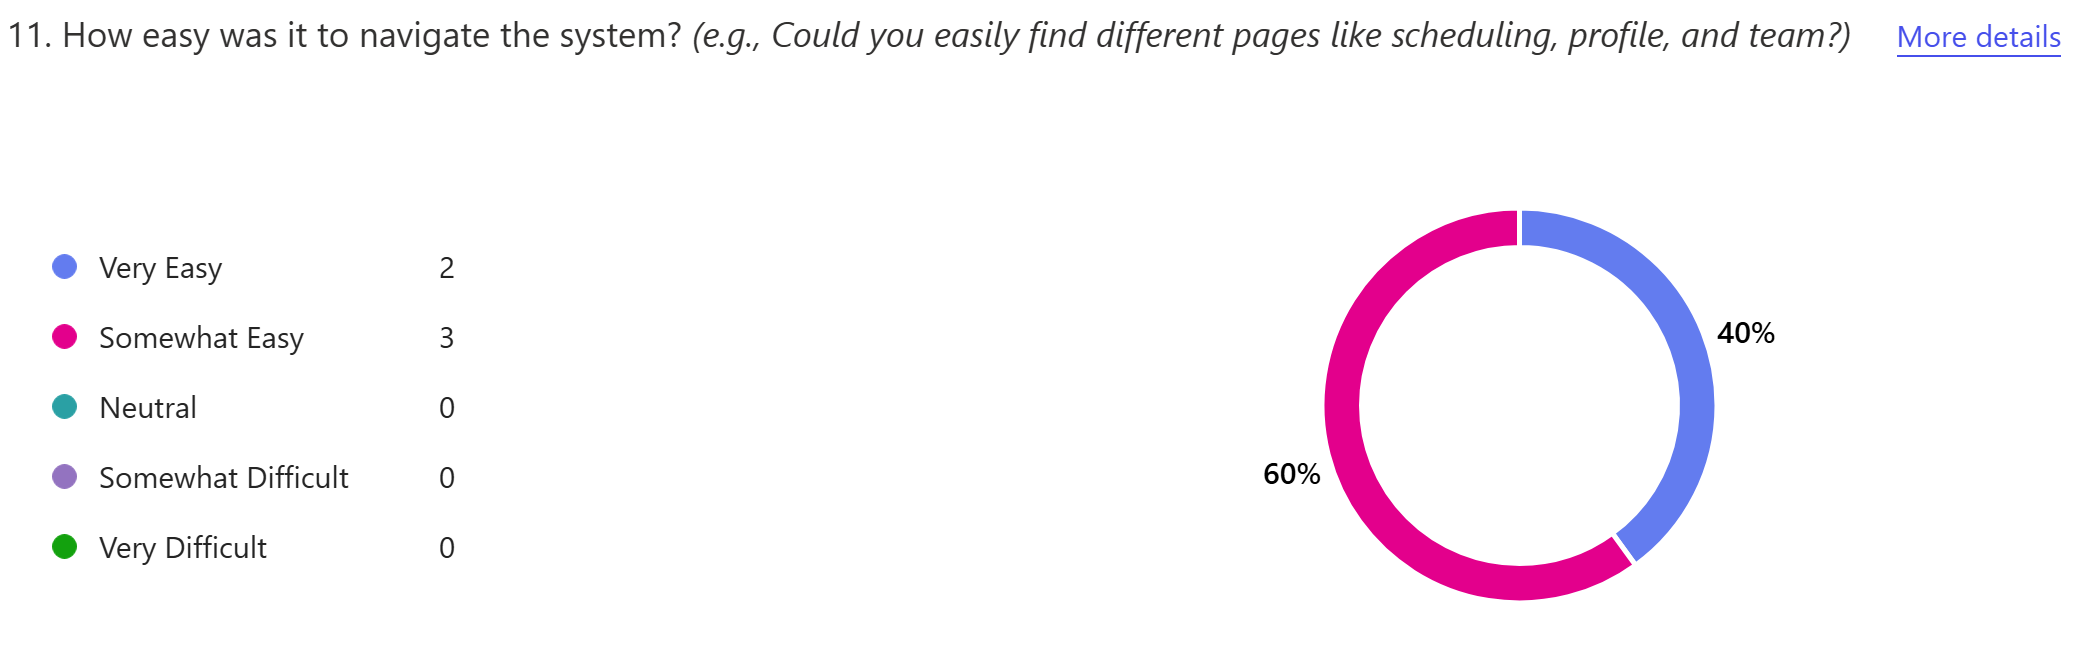 11. How easy was it to navigate the system? (e.g., Could you easily find different pages like scheduling, profile, and team?) More details
Very Easy 2
Somewhat Easy 3
Neutral 0
Somewhat Difficult 0
Very Difficult 0
40%
60%